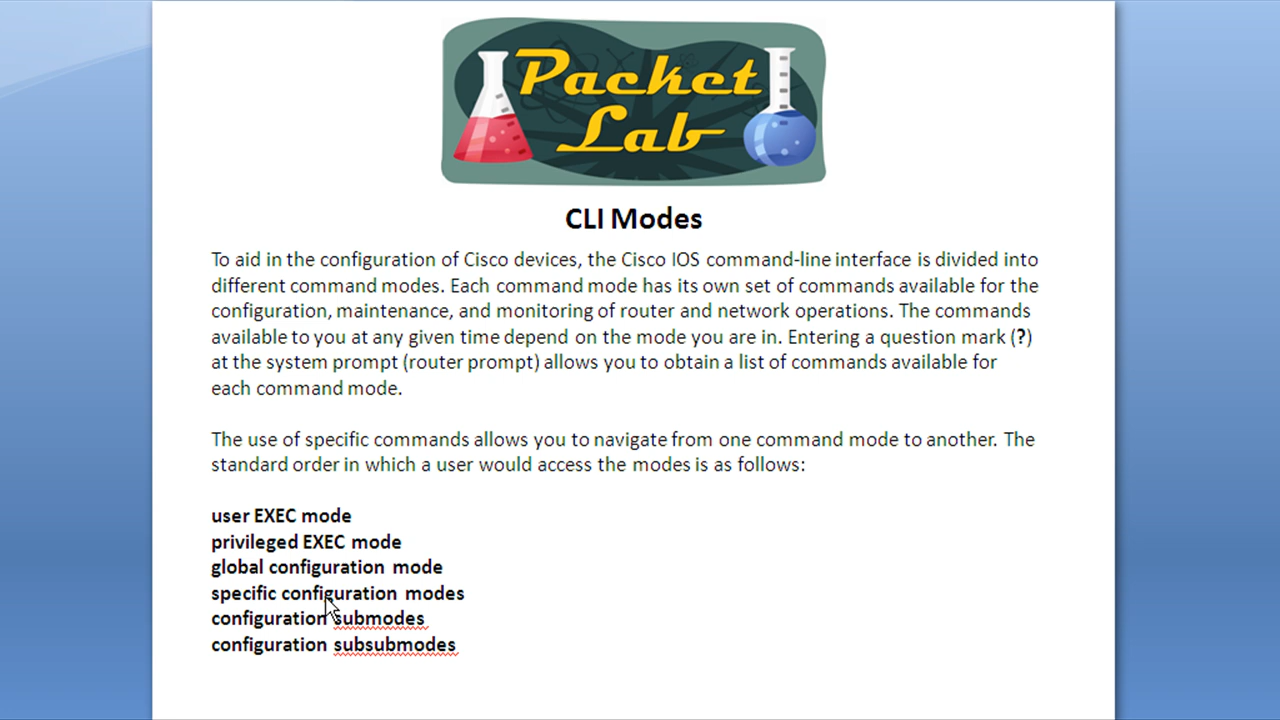 Packet
Lab
CLI Modes
To aid in the configuration of Cisco devices, the Cisco IOS command-line interface is divided into
different command modes. Each command mode has its own set of commands available for the
configuration, maintenance, and monitoring of router and network operations. The commands
available to you at any given time depend on the mode you are in. Entering a question mark (?)
at the system prompt (router prompt) allows you to obtain a list of commands available for
each command mode.
The use of specific commands allows you to navigate from one command mode to another. The
standard order in which a user would access the modes is as follows:
user EXEC mode
privileged EXEC mode
global configuration mode
specific configuration modes
configuration submodes
configuration subsubmodes